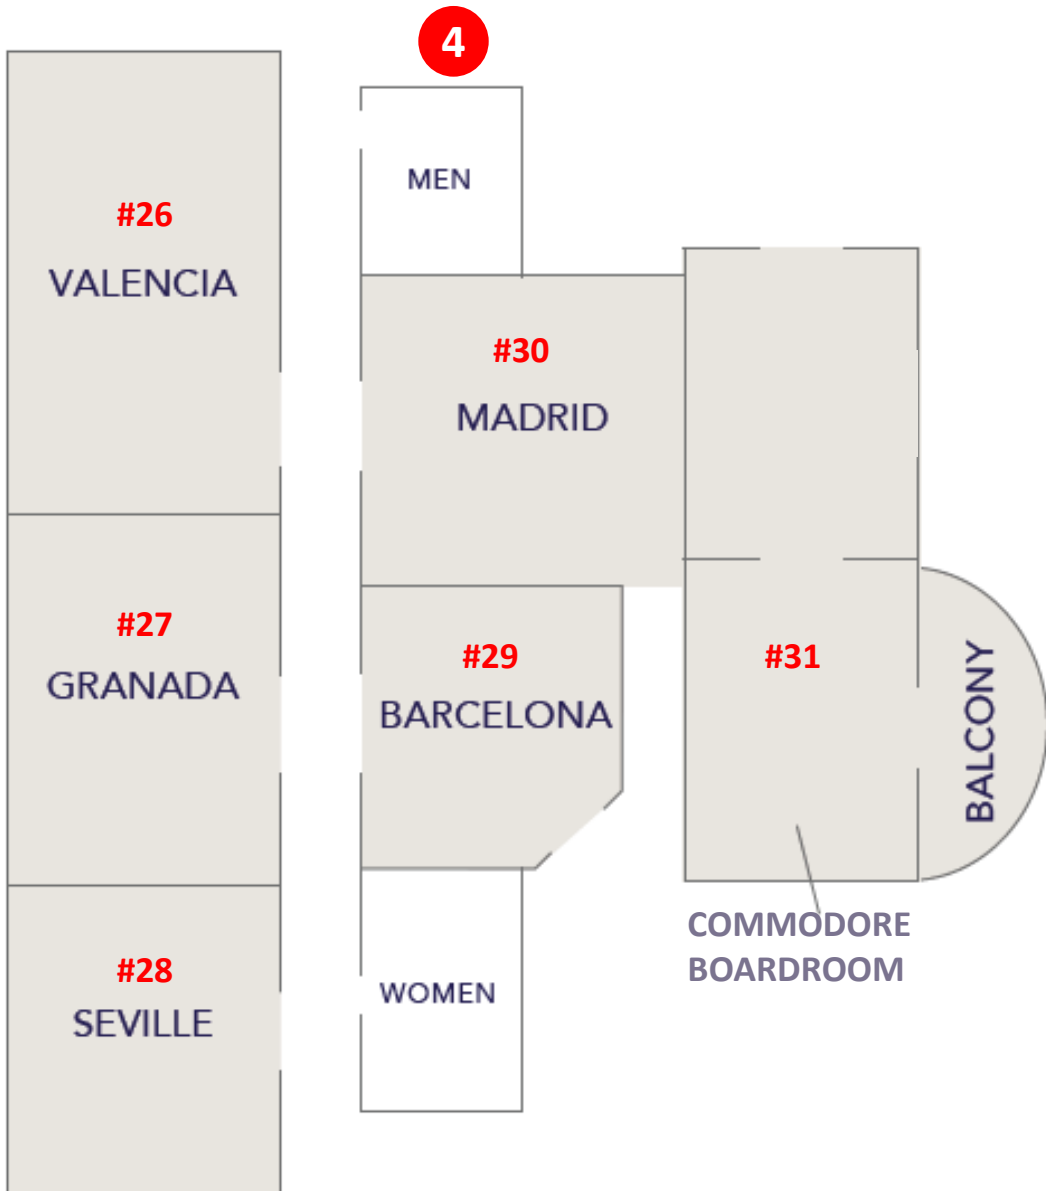 4
MEN
#26
VALENCIA
#30
MADRID
#27
GRANADA
#29
BARCELONA
#31
BALCONY
COMMODORE
BOARDROOM
#28
SEVILLE
WOMEN